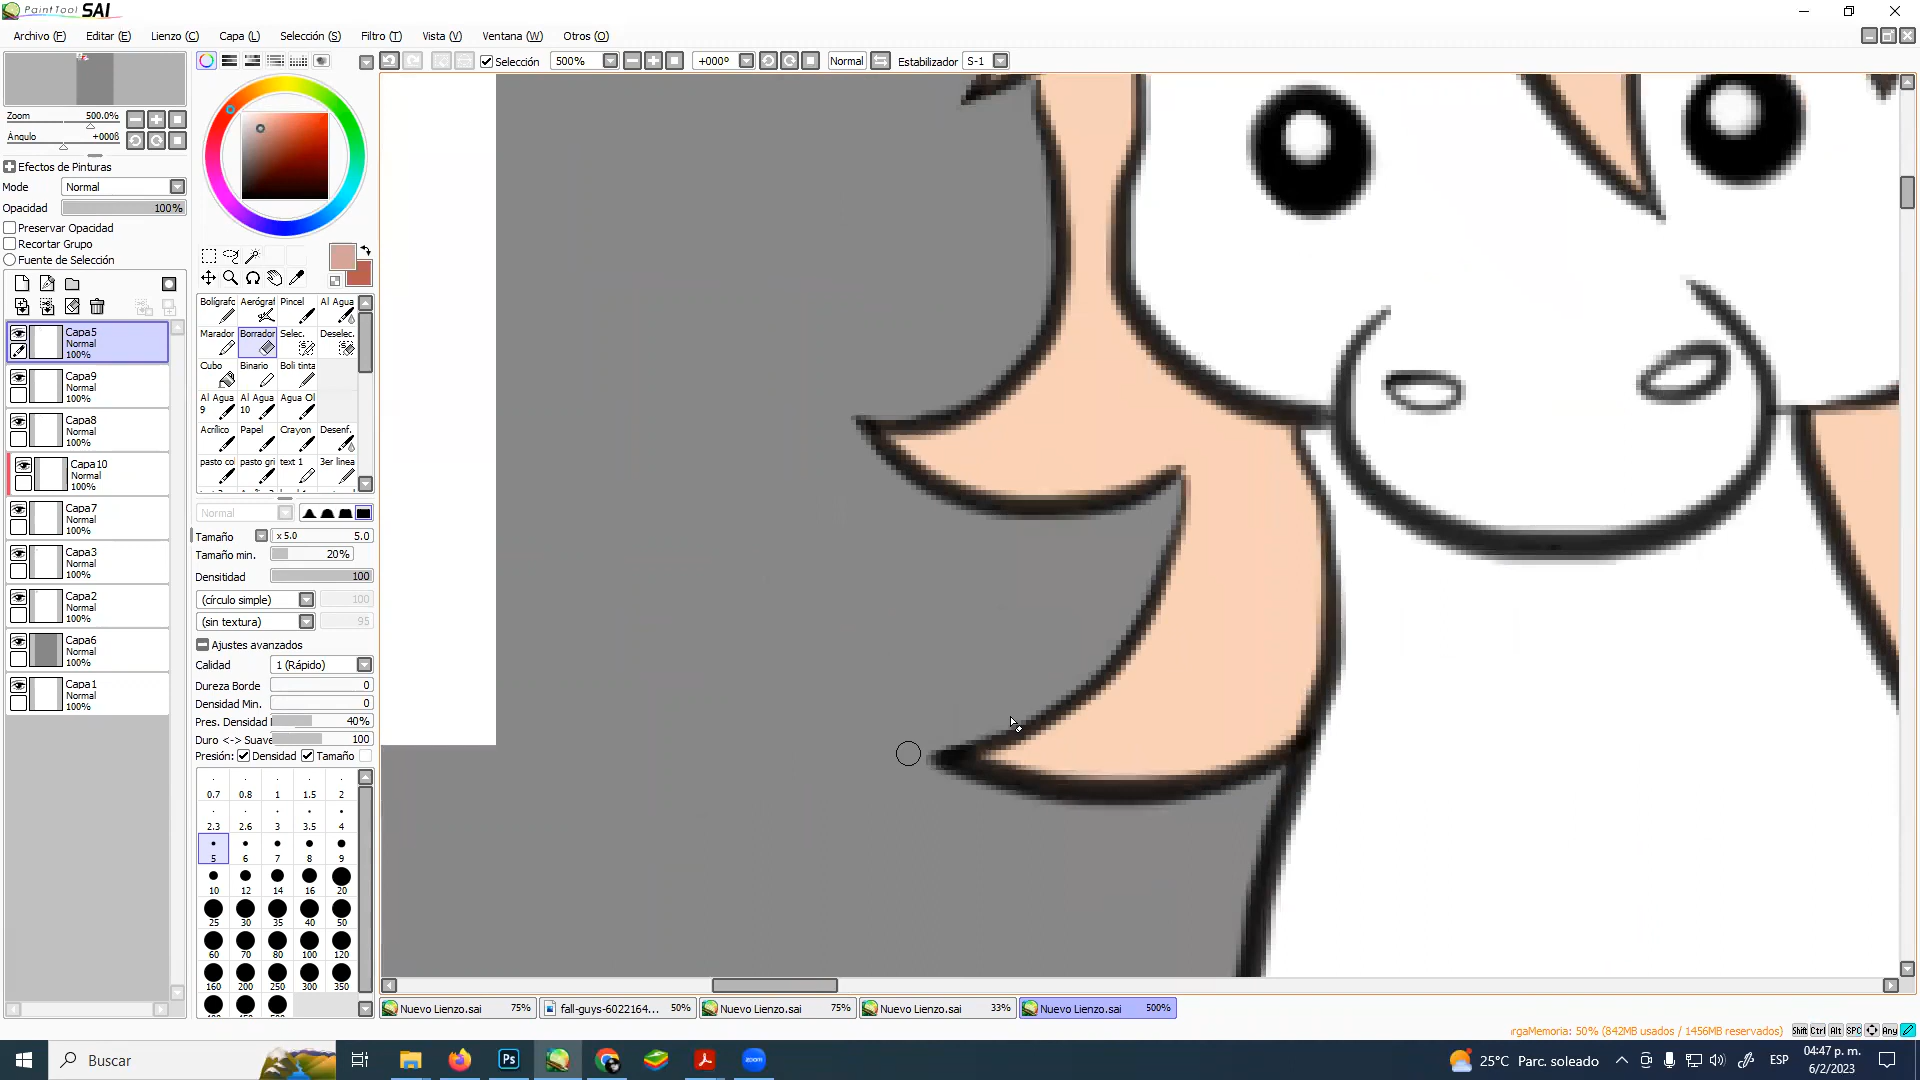 PaintTool SAI
Archivo (F) Editar (E) Lienzo (C) Capa (L) Selección (S) Filtro (T) Vista (V) Ventana (W) Otros (O)
Selección 500% +000º Normal Estabilizador S-1
Zoom 500.0%
Ángulo +000ß
Efectos de Pinturas
Mode Normal
Opacidad 100%
Preservar Opacidad
Recortar Grupo
Fuente de Selección
Capa5
Normal
100%
Capa9
Normal
100%
Capa8
Normal
100%
Capa10
Normal
100%
Capa7
Normal
100%
Capa3
Normal
100%
Capa2
Normal
100%
Capa6
Normal
100%
Capa1
Normal
100%
Bolígrafo Aerógraf Pincel Al Agua
Marador Borrador Selec. Deselec.
Cubo Binario Boli tinta
Al Agua 9 Al Agua 10 Agua Ol
Acrílico Papel Crayon Desenf.
pasto co pasto gri text 1 3er linea
Normal
Tamaño x 5.0 5.0
Tamaño min. 20%
Densitidad 100
(círculo simple) 100
(sin textura) 95
Ajustes avanzados
Calidad 1 (Rápido)
Dureza Borde 0
Densidad Min. 0
Pres. Densidad 40%
Duro <-> Suave 100
Presión: Densidad Tamaño
0.7 0.8 1 1.5 2
2.3 2.6 3 3.5 4
5 6 7 8 9
10 12 14 16 20
25 30 35 40 50
60 70 80 100 120
160 200 250 300 350
Nuevo Lienzo.sai 75% fall-guys-6022164... 50% Nuevo Lienzo.sai 75% Nuevo Lienzo.sai 33% Nuevo Lienzo.sai 500%
rgaMemoria: 50% (842MB usados / 1456MB reservados) Shift Ctrl Alt SPC Any
Buscar
Ps
zoom
25°C Parc. soleado
ESP
04:47 p. m.
6/2/2023